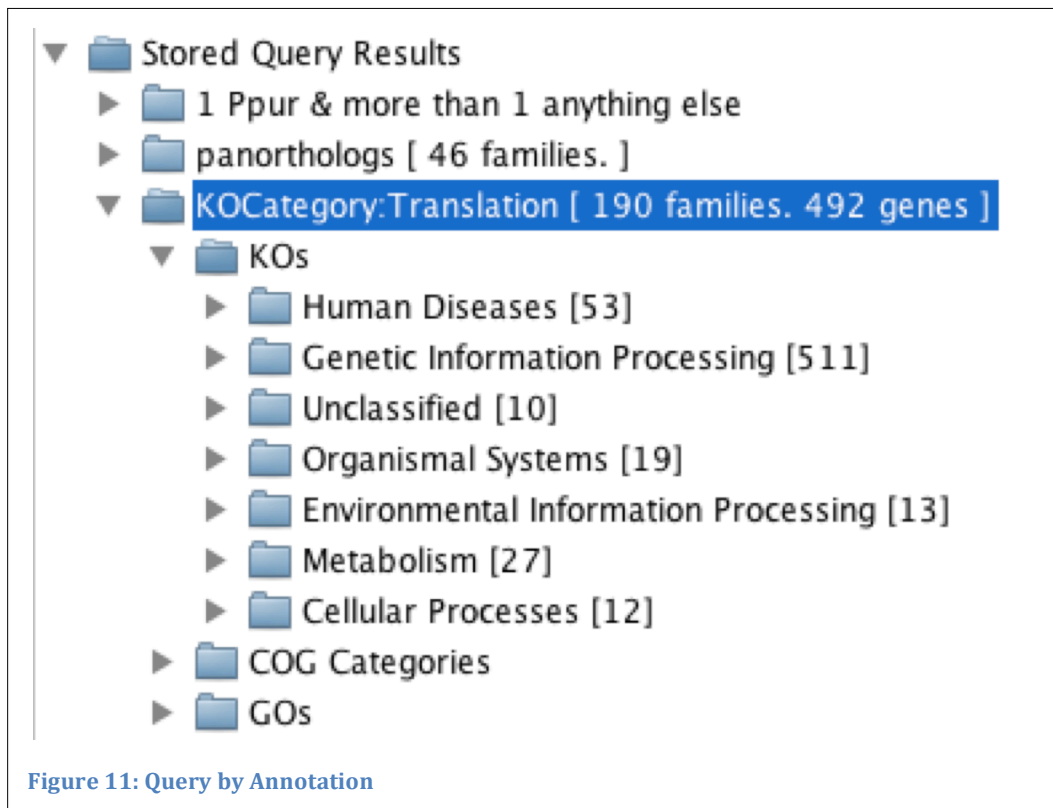 Stored Query Results
1 Ppur & more than 1 anything else
panorthologs [ 46 families. ]
KOCategory:Translation [ 190 families. 492 genes ]
KOs
Human Diseases [53]
Genetic Information Processing [511]
Unclassified [10]
Organismal Systems [19]
Environmental Information Processing [13]
Metabolism [27]
Cellular Processes [12]
COG Categories
GOs
Figure 11: Query by Annotation